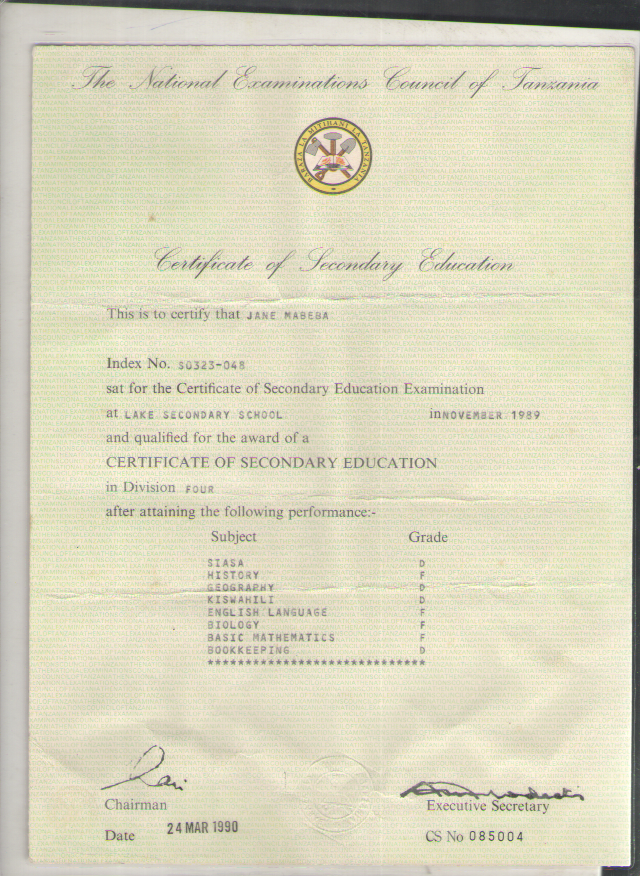 The National Examinations Council of Tanzania
BARAZA LA MITIHANI LA TANZANIA
Certificate of Secondary Education
This is to certify that JANE MABEBA
Index No. S0323-048
sat for the Certificate of Secondary Education Examination
at LAKE SECONDARY SCHOOL in NOVEMBER 1989
and qualified for the award of a
CERTIFICATE OF SECONDARY EDUCATION
in Division FOUR
after attaining the following performance:-
Subject Grade
SIASA D
HISTORY F
GEOGRAPHY D
KISWAHILI D
ENGLISH LANGUAGE F
BIOLOGY F
BASIC MATHEMATICS F
BOOKKEEPING D
*****************************
Chairman Executive Secretary
Date 24 MAR 1990 CS No 085004